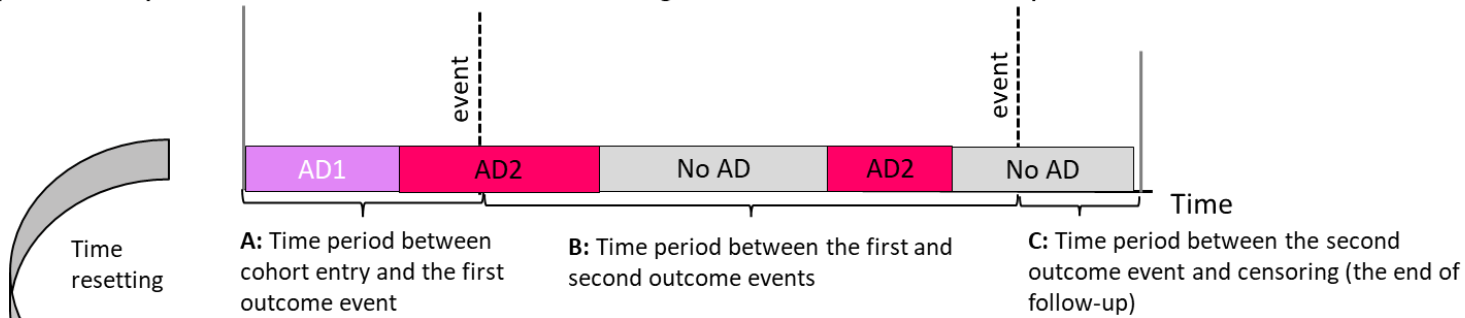 event
event
AD1
AD2
No AD
AD2
No AD
Time
Time
resetting
A: Time period between
cohort entry and the first
outcome event
B: Time period between the first and
second outcome events
C: Time period between the second
outcome event and censoring (the end of
follow-up)